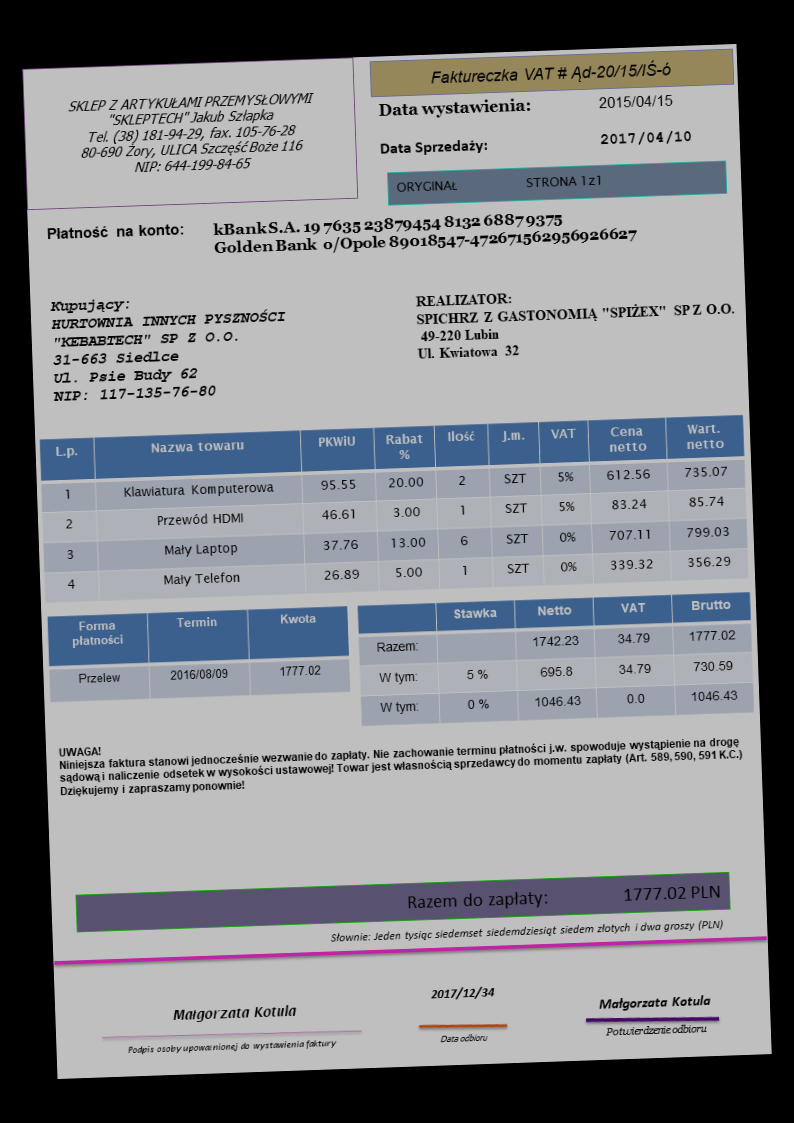 SKLEP Z ARTYKUŁAMI PRZEMYSŁOWYMI
"SKLEPTECH" Jakub Szłapka
Tel. (38) 181-94-29, fax. 105-76-28
80-690 Żory, ULICA Szczęść Boże 116
NIP: 644-199-84-65
Faktureczka VAT # Ąd-20/15/IŚ-ó
Data wystawienia: 2015/04/15
Data Sprzedaży: 2017/04/10
ORYGINAŁ STRONA 1z1
Płatność na konto: kBank S.A. 19 7635 23879454 8132 6887 9375
Golden Bank o/Opole 89018547-472671562956926627
Kupujący:
HURTOWNIA INNYCH PYSZNOŚCI
"KEBABTECH" SP Z O.O.
31-663 Siedlce
Ul. Psie Budy 62
NIP: 117-135-76-80
REALIZATOR:
SPICHRZ Z GASTONOMIĄ "SPIŻEX" SP Z O.O.
49-220 Lubin
Ul. Kwiatowa 32
L.p. Nazwa towaru PKWiU Rabat % Ilość J.m. VAT Cena netto Wart. netto
1 Klawiatura Komputerowa 95.55 20.00 2 SZT 5% 612.56 735.07
2 Przewód HDMI 46.61 3.00 1 SZT 5% 83.24 85.74
3 Mały Laptop 37.76 13.00 6 SZT 0% 707.11 799.03
4 Mały Telefon 26.89 5.00 1 SZT 0% 339.32 356.29
Forma płatności Termin Kwota
Przelew 2016/08/09 1777.02
Stawka Netto VAT Brutto
Razem: 1742.23 34.79 1777.02
W tym: 5 % 695.8 34.79 730.59
W tym: 0 % 1046.43 0.0 1046.43
UWAGA!
Niniejsza faktura stanowi jednocześnie wezwanie do zapłaty. Nie zachowanie terminu płatności j.w. spowoduje wystąpienie na drogę
sądową i naliczenie odsetek w wysokości ustawowej! Towar jest własnością sprzedawcy do momentu zapłaty (Art. 589, 590, 591 K.C.)
Dziękujemy i zapraszamy ponownie!
Razem do zapłaty: 1777.02 PLN
Słownie: Jeden tysiąc siedemset siedemdziesiąt siedem złotych i dwa groszy (PLN)
Małgorzata Kotula
Podpis osoby upoważnionej do wystawienia faktury
2017/12/34
Data odbioru
Małgorzata Kotula
Potwierdzenie odbioru